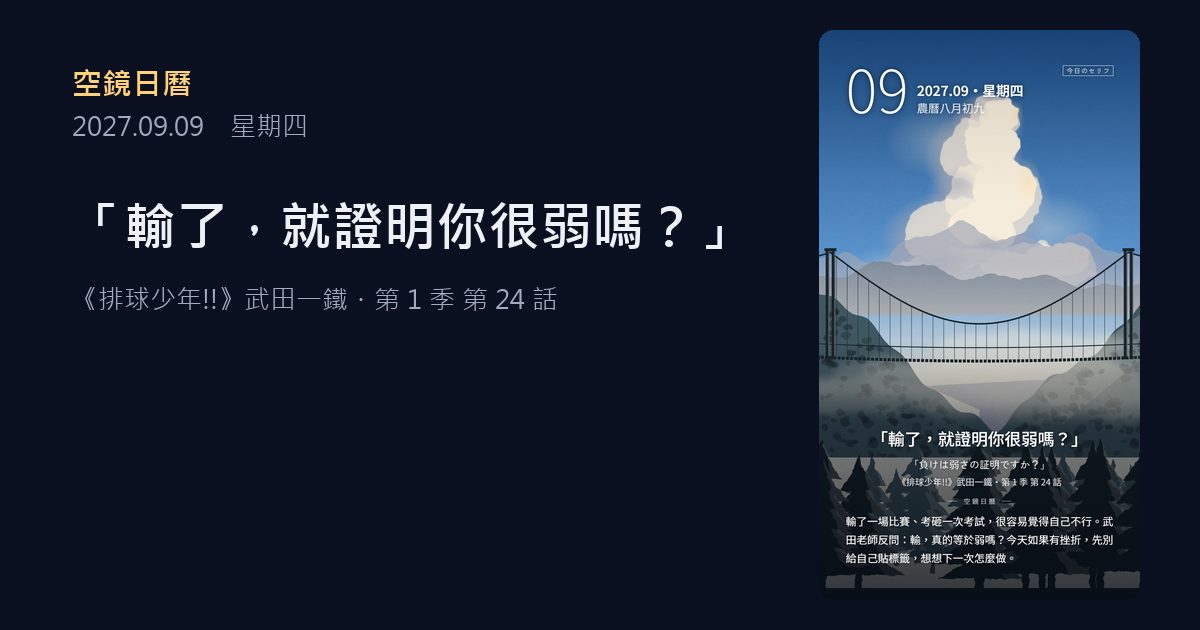 空鏡日曆
2027.09.09 星期四
「輸了，就證明你很弱嗎？」
《排球少年!!》武田一鐵．第 1 季 第 24 話
今日のセリフ
09
2027.09・星期四
農曆八月初九
「輸了，就證明你很弱嗎？」
「負けは弱さの証明ですか？」
《排球少年!!》武田一鐵・第 1 季 第 24 話
空鏡日曆
輸了一場比賽、考砸一次考試，很容易覺得自己不行。武
田老師反問：輸，真的等於弱嗎？今天如果有挫折，先別
給自己貼標籤，想想下一次怎麼做。